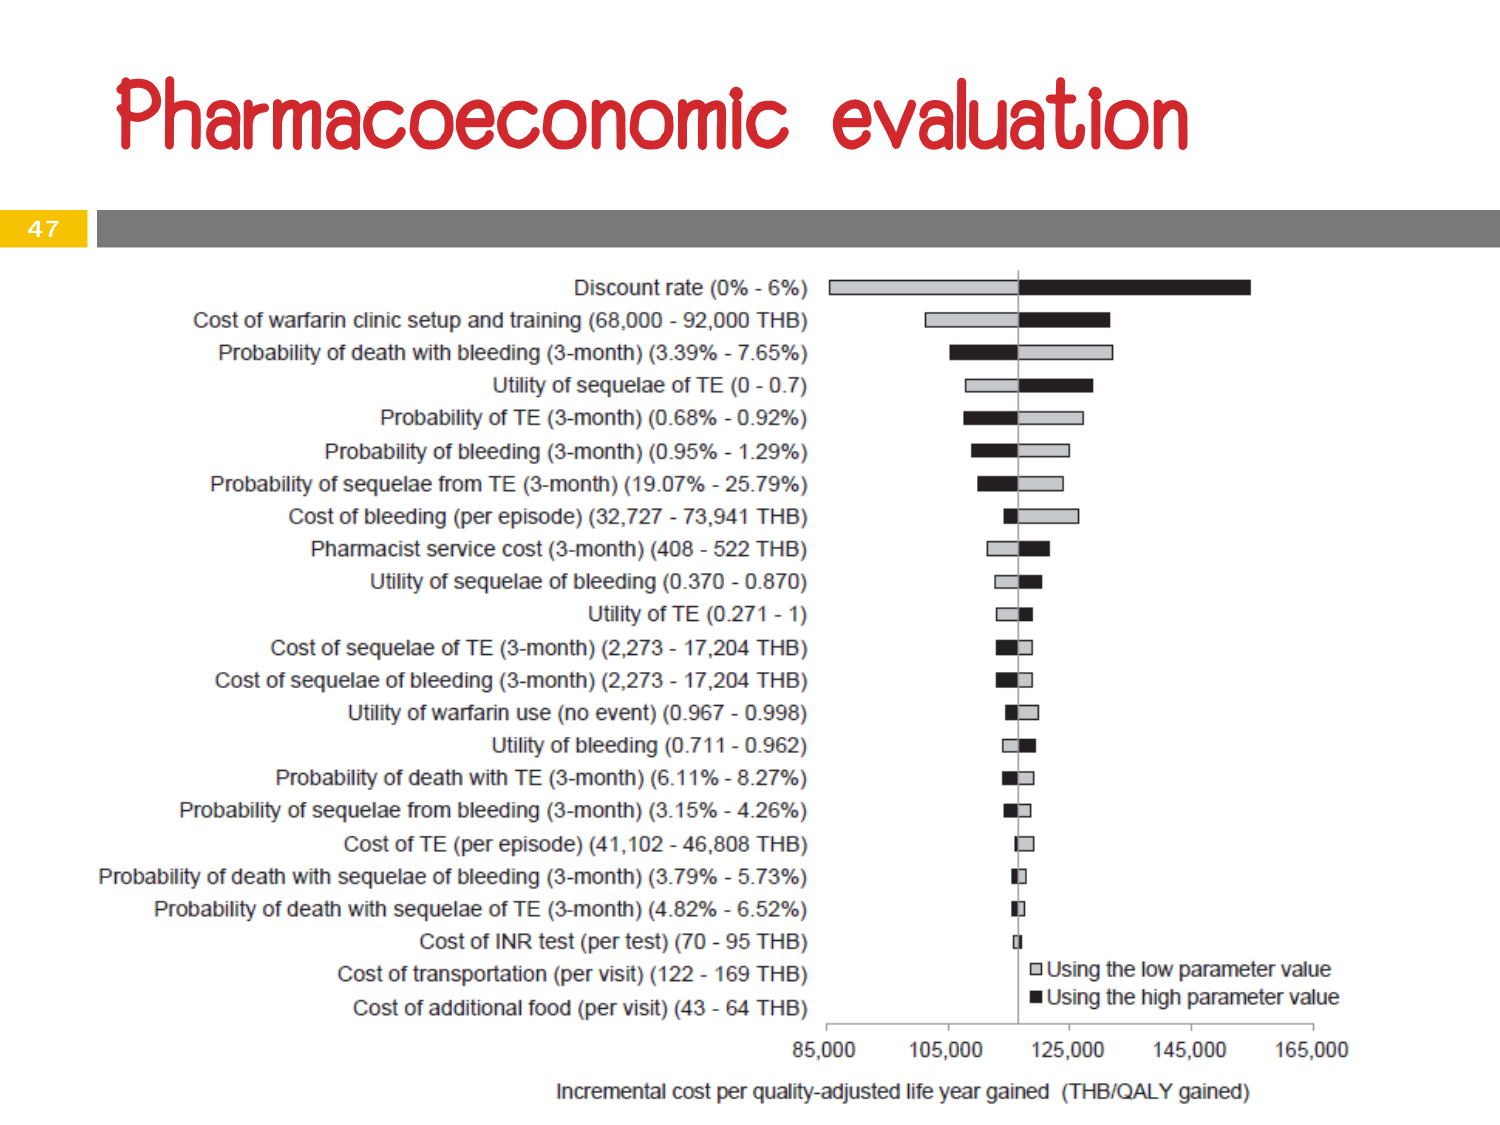 Pharmacoeconomic evaluation
47
Discount rate (0% - 6%)
Cost of warfarin clinic setup and training (68,000 - 92,000 THB)
Probability of death with bleeding (3-month) (3.39% - 7.65%)
Utility of sequelae of TE (0 - 0.7)
Probability of TE (3-month) (0.68% - 0.92%)
Probability of bleeding (3-month) (0.95% - 1.29%)
Probability of sequelae from TE (3-month) (19.07% - 25.79%)
Cost of bleeding (per episode) (32,727 - 73,941 THB)
Pharmacist service cost (3-month) (408 - 522 THB)
Utility of sequelae of bleeding (0.370 - 0.870)
Utility of TE (0.271 - 1)
Cost of sequelae of TE (3-month) (2,273 - 17,204 THB)
Cost of sequelae of bleeding (3-month) (2,273 - 17,204 THB)
Utility of warfarin use (no event) (0.967 - 0.998)
Utility of bleeding (0.711 - 0.962)
Probability of death with TE (3-month) (6.11% - 8.27%)
Probability of sequelae from bleeding (3-month) (3.15% - 4.26%)
Cost of TE (per episode) (41,102 - 46,808 THB)
Probability of death with sequelae of bleeding (3-month) (3.79% - 5.73%)
Probability of death with sequelae of TE (3-month) (4.82% - 6.52%)
Cost of INR test (per test) (70 - 95 THB)
Cost of transportation (per visit) (122 - 169 THB)
Cost of additional food (per visit) (43 - 64 THB)
Using the low parameter value
Using the high parameter value
85,000 105,000 125,000 145,000 165,000
Incremental cost per quality-adjusted life year gained (THB/QALY gained)